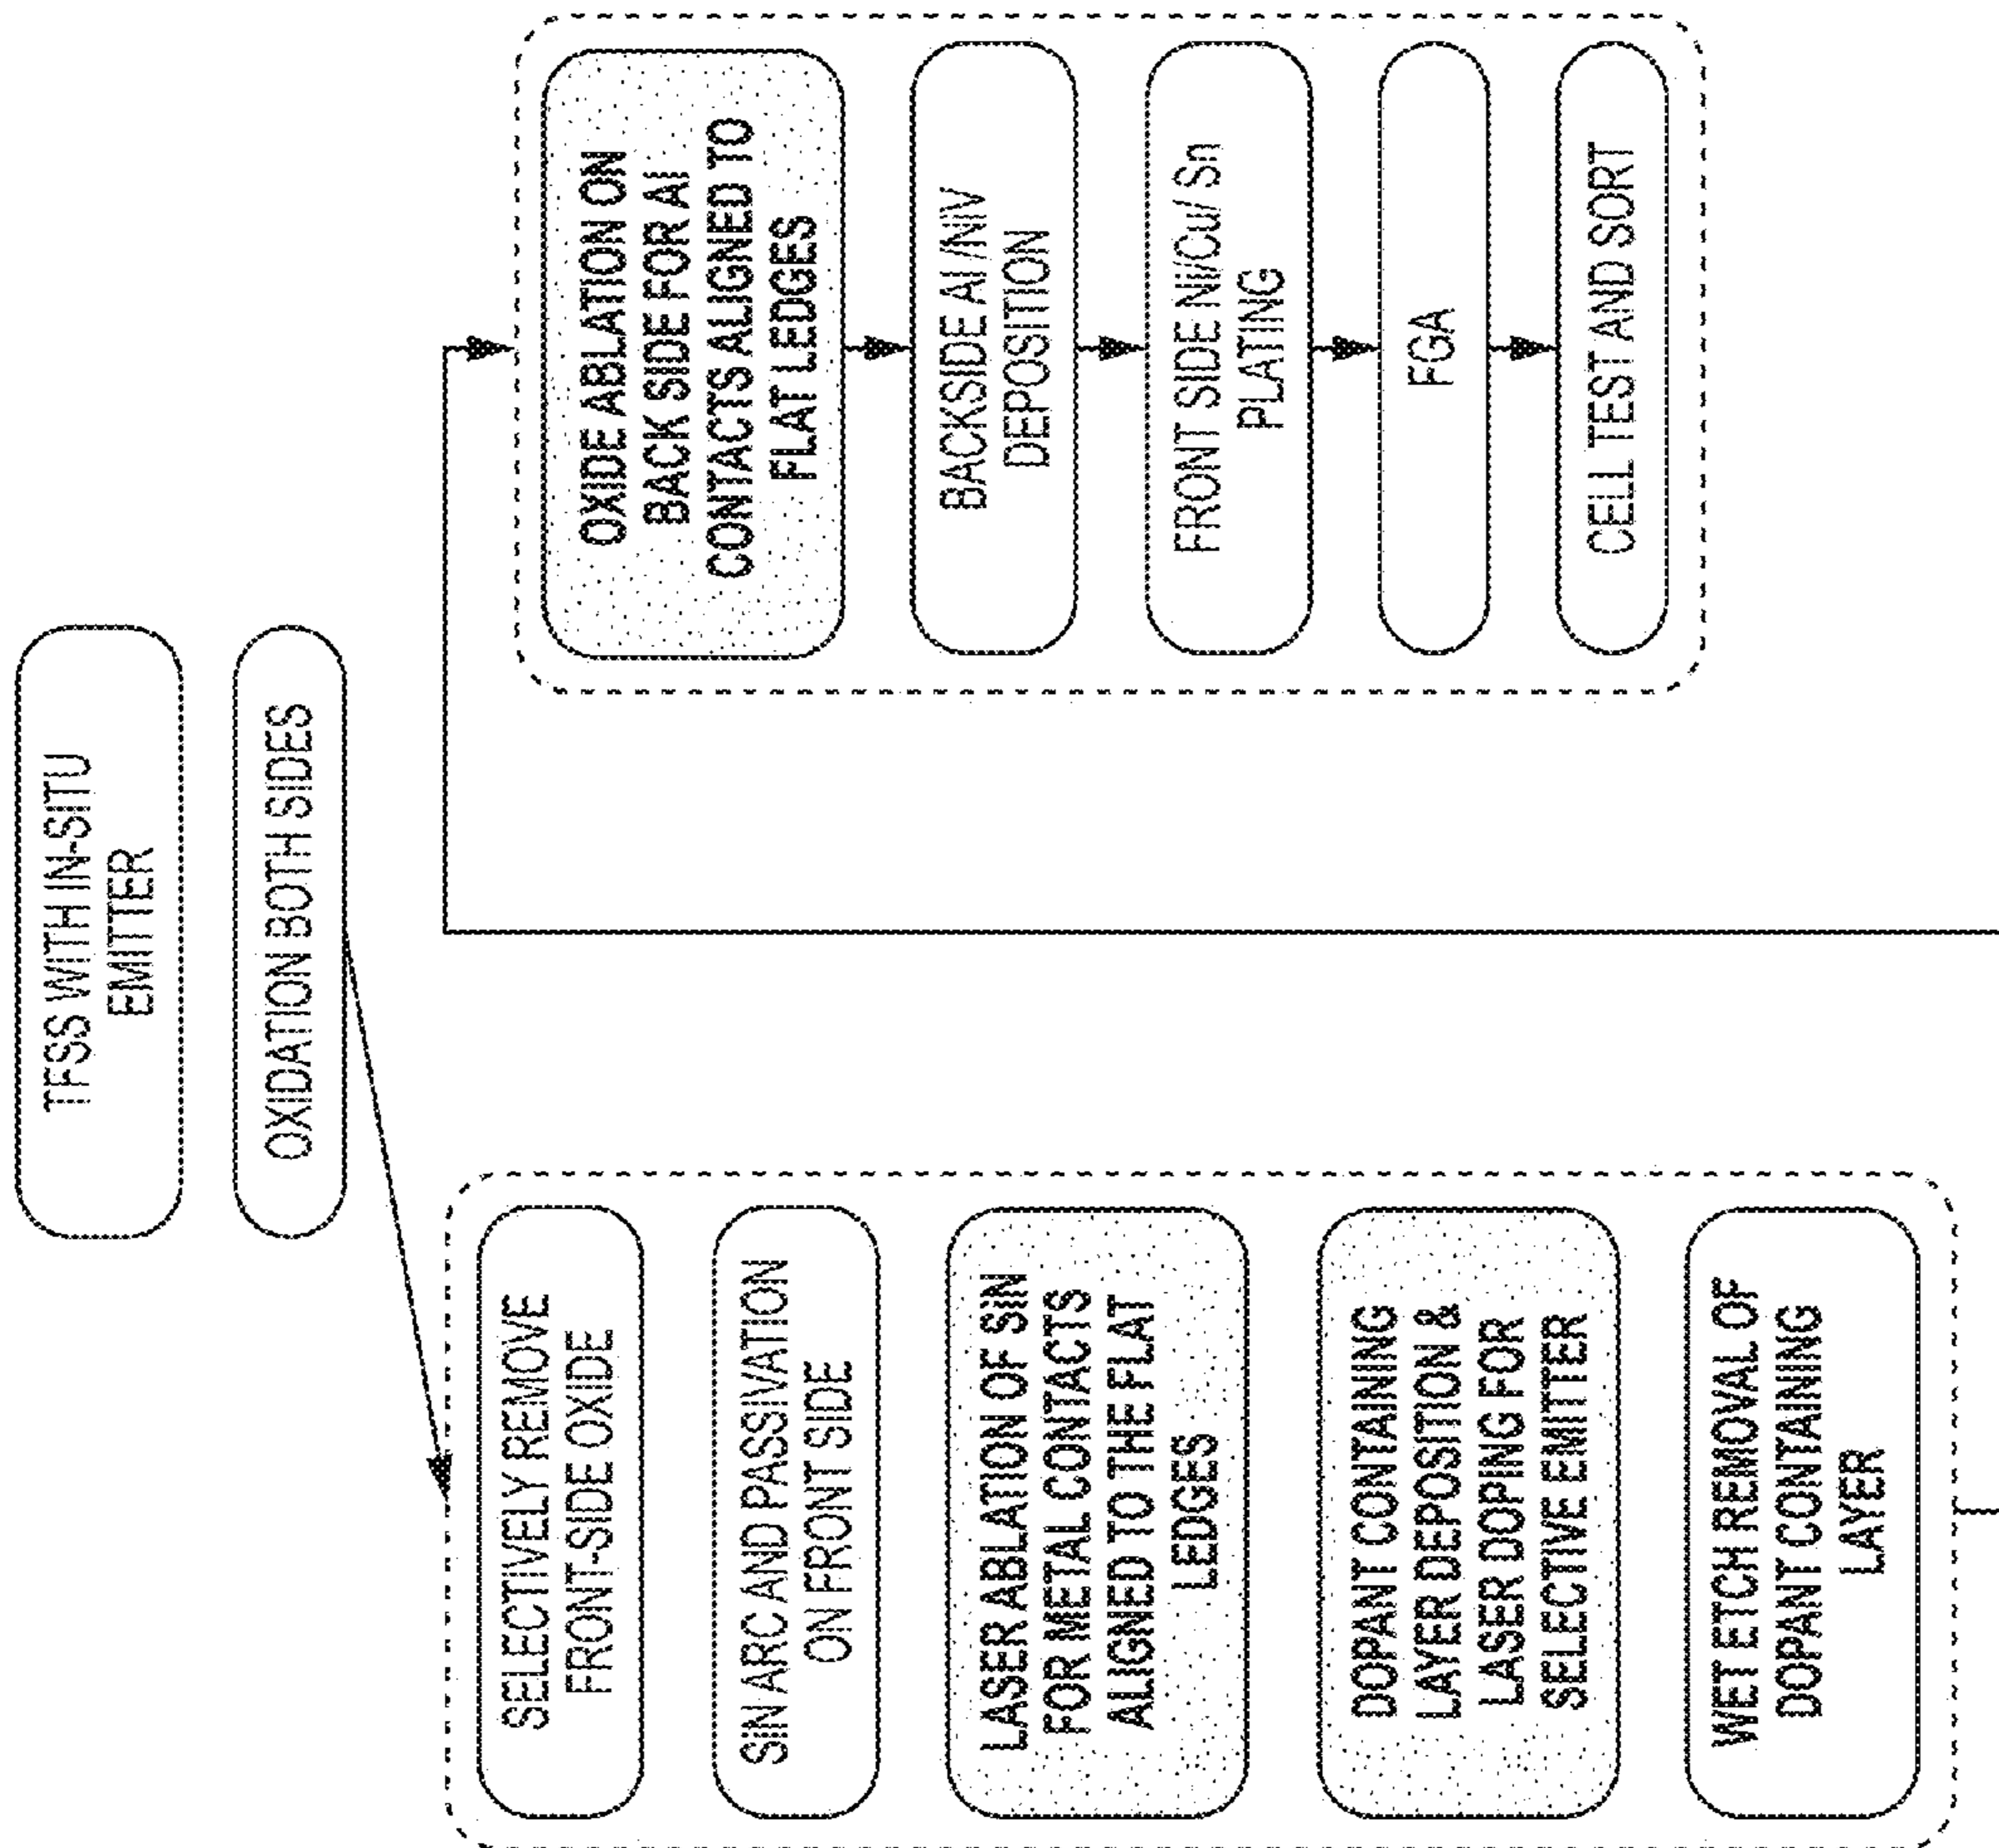 TFSS WITH IN-SITU
EMITTER
OXIDATION BOTH SIDES
SELECTIVELY REMOVE
FRONT-SIDE OXIDE
SIN ARC AND PASSIVATION
ON FRONT SIDE
LASER ABLATION OF SIN
FOR METAL CONTACTS
ALIGNED TO THE FLAT
LEDGES
DOPANT CONTAINING
LAYER DEPOSITION &
LASER DOPING FOR
SELECTIVE EMITTER
WET ETCH REMOVAL OF
DOPANT CONTAINING
LAYER
OXIDE ABLATION ON
BACK SIDE FOR Al
CONTACTS ALIGNED TO
FLAT LEDGES
BACKSIDE Al /NiV
DEPOSITION
FRONT SIDE Ni/Cu/ Sn
PLATING
FGA
CELL TEST AND SORT